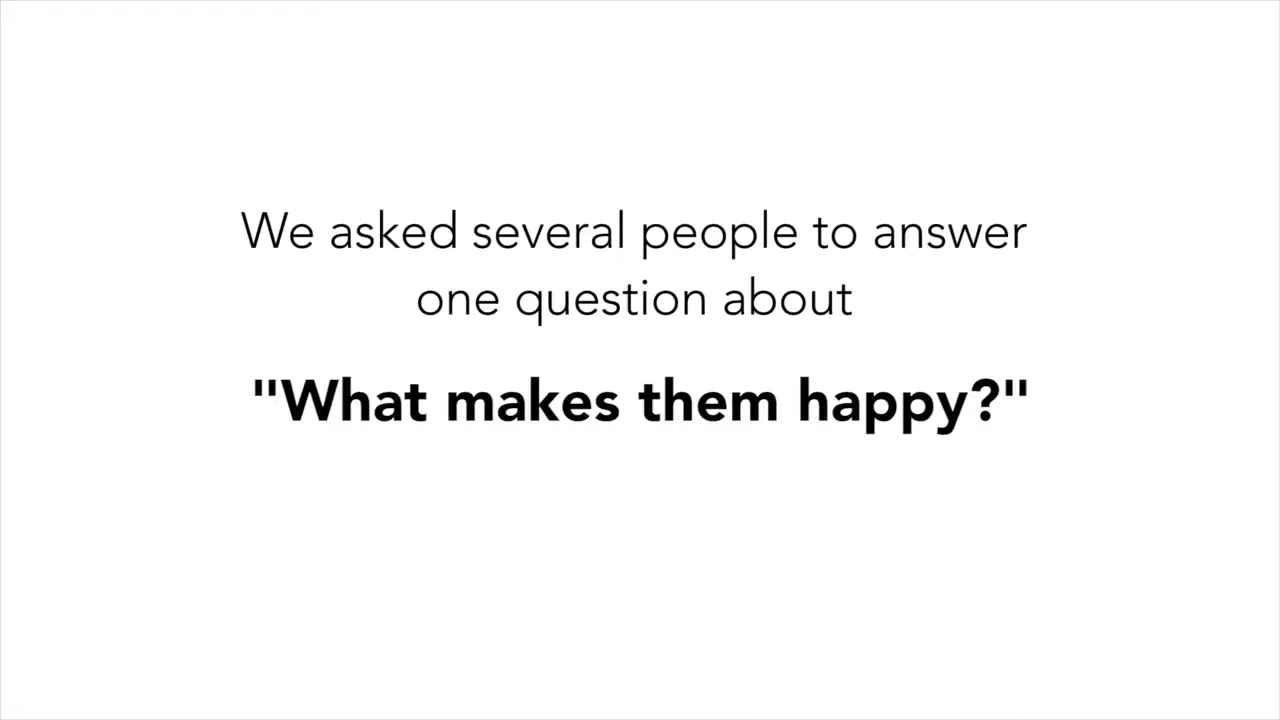 We asked several people to answer
one question about
"What makes them happy?"